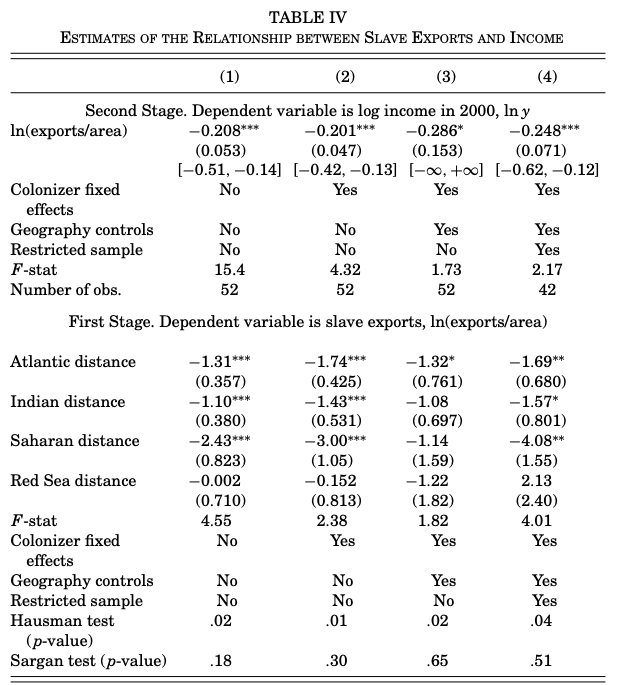 TABLE IV
ESTIMATES OF THE RELATIONSHIP BETWEEN SLAVE EXPORTS AND INCOME
(1) (2) (3) (4)
Second Stage. Dependent variable is log income in 2000, ln y
ln(exports/area) −0.208*** −0.201*** −0.286* −0.248***
(0.053) (0.047) (0.153) (0.071)
[−0.51, −0.14] [−0.42, −0.13] [−∞, +∞] [−0.62, −0.12]
Colonizer fixed No Yes Yes Yes
effects
Geography controls No No Yes Yes
Restricted sample No No No Yes
F-stat 15.4 4.32 1.73 2.17
Number of obs. 52 52 52 42
First Stage. Dependent variable is slave exports, ln(exports/area)
Atlantic distance −1.31*** −1.74*** −1.32* −1.69**
(0.357) (0.425) (0.761) (0.680)
Indian distance −1.10*** −1.43*** −1.08 −1.57*
(0.380) (0.531) (0.697) (0.801)
Saharan distance −2.43*** −3.00*** −1.14 −4.08**
(0.823) (1.05) (1.59) (1.55)
Red Sea distance −0.002 −0.152 −1.22 2.13
(0.710) (0.813) (1.82) (2.40)
F-stat 4.55 2.38 1.82 4.01
Colonizer fixed No Yes Yes Yes
effects
Geography controls No No Yes Yes
Restricted sample No No No Yes
Hausman test .02 .01 .02 .04
(p-value)
Sargan test (p-value) .18 .30 .65 .51